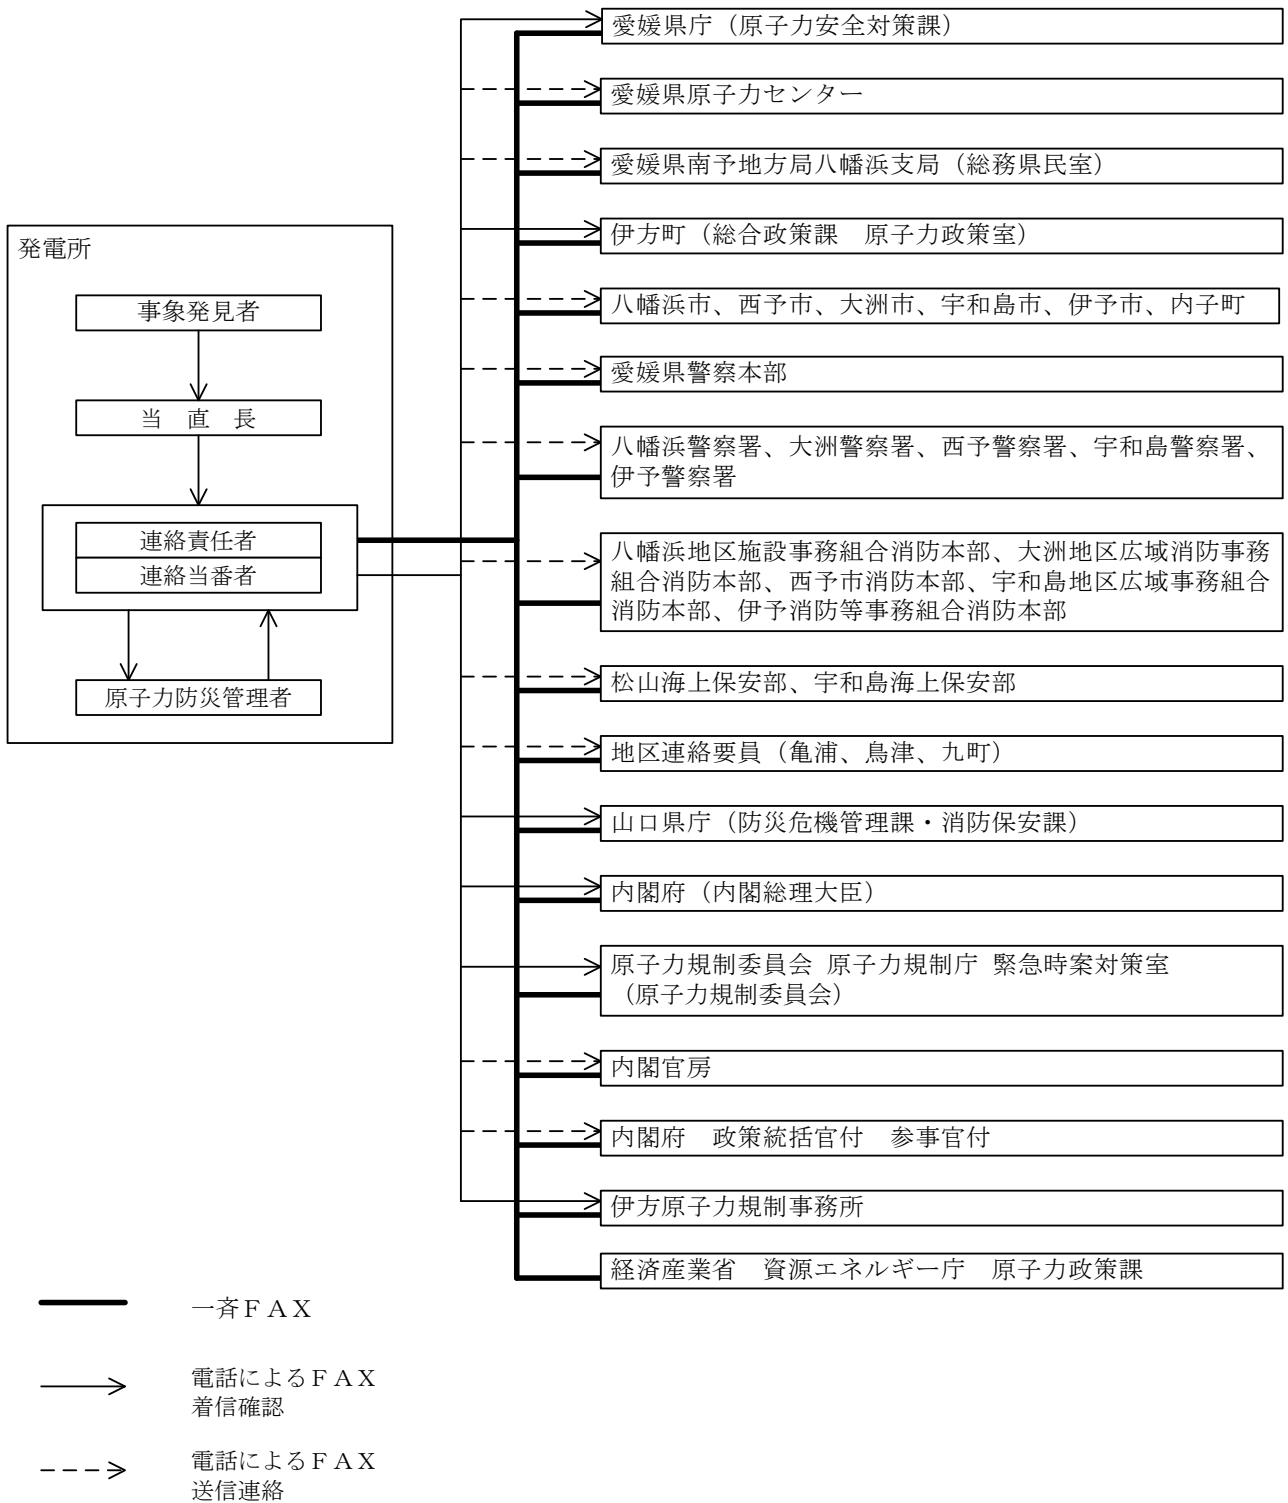 愛媛県庁（原子力安全対策課）
愛媛県原子力センター
愛媛県南予地方局八幡浜支局（総務県民室）
伊方町（総合政策課　原子力政策室）
八幡浜市、西予市、大洲市、宇和島市、伊予市、内子町
愛媛県警察本部
八幡浜警察署、大洲警察署、西予警察署、宇和島警察署、
伊予警察署
八幡浜地区施設事務組合消防本部、大洲地区広域消防事務
組合消防本部、西予市消防本部、宇和島地区広域事務組合
消防本部、伊予消防等事務組合消防本部
松山海上保安部、宇和島海上保安部
地区連絡要員（亀浦、鳥津、九町）
山口県庁（防災危機管理課・消防保安課）
内閣府（内閣総理大臣）
原子力規制委員会 原子力規制庁 緊急時案対策室
（原子力規制委員会）
内閣官房
内閣府　政策統括官付　参事官付
伊方原子力規制事務所
経済産業省　資源エネルギー庁　原子力政策課
発電所
事象発見者
当　直　長
連絡責任者
連絡当番者
原子力防災管理者
一斉ＦＡＸ
電話によるＦＡＸ
着信確認
電話によるＦＡＸ
送信連絡